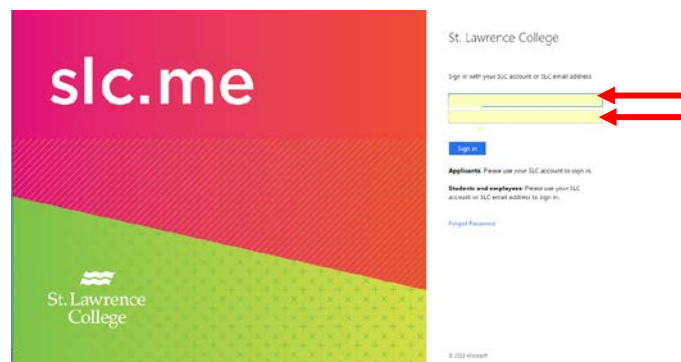 slc.me
St. Lawrence
College
St. Lawrence College
Sign in with your SLC account or SLC email address
Sign in
Applicants: Please use your SLC account to sign in.
Students and employees: Please use your SLC
account or SLC email address to sign in.
Forgot Password
Microsoft